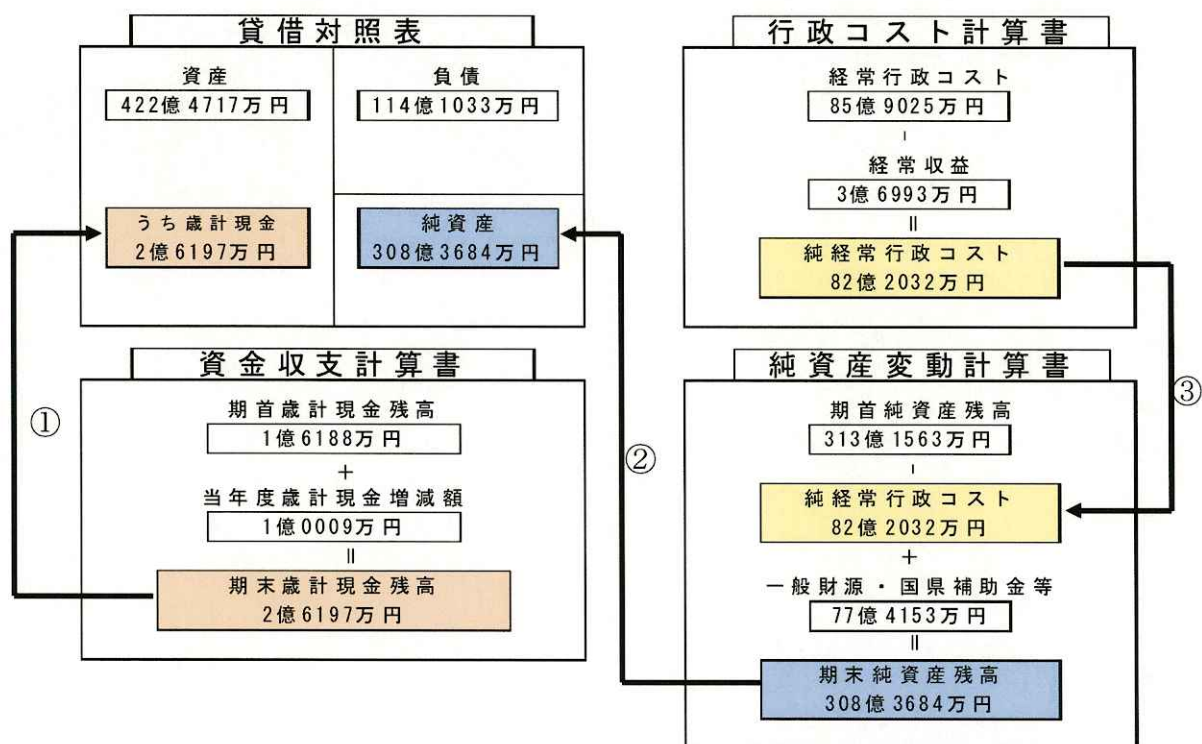 貸借対照表
資産
422億4717万円
負債
114億1033万円
うち歳計現金
2億6197万円
純資産
308億3684万円
行政コスト計算書
経常行政コスト
85億9025万円
-
経常収益
3億6993万円
=
純経常行政コスト
82億2032万円
資金収支計算書
期首歳計現金残高
1億6188万円
+
当年度歳計現金増減額
1億0009万円
=
期末歳計現金残高
2億6197万円
純資産変動計算書
期首純資産残高
313億1563万円
-
純経常行政コスト
82億2032万円
+
一般財源・国県補助金等
77億4153万円
=
期末純資産残高
308億3684万円
①
②
③